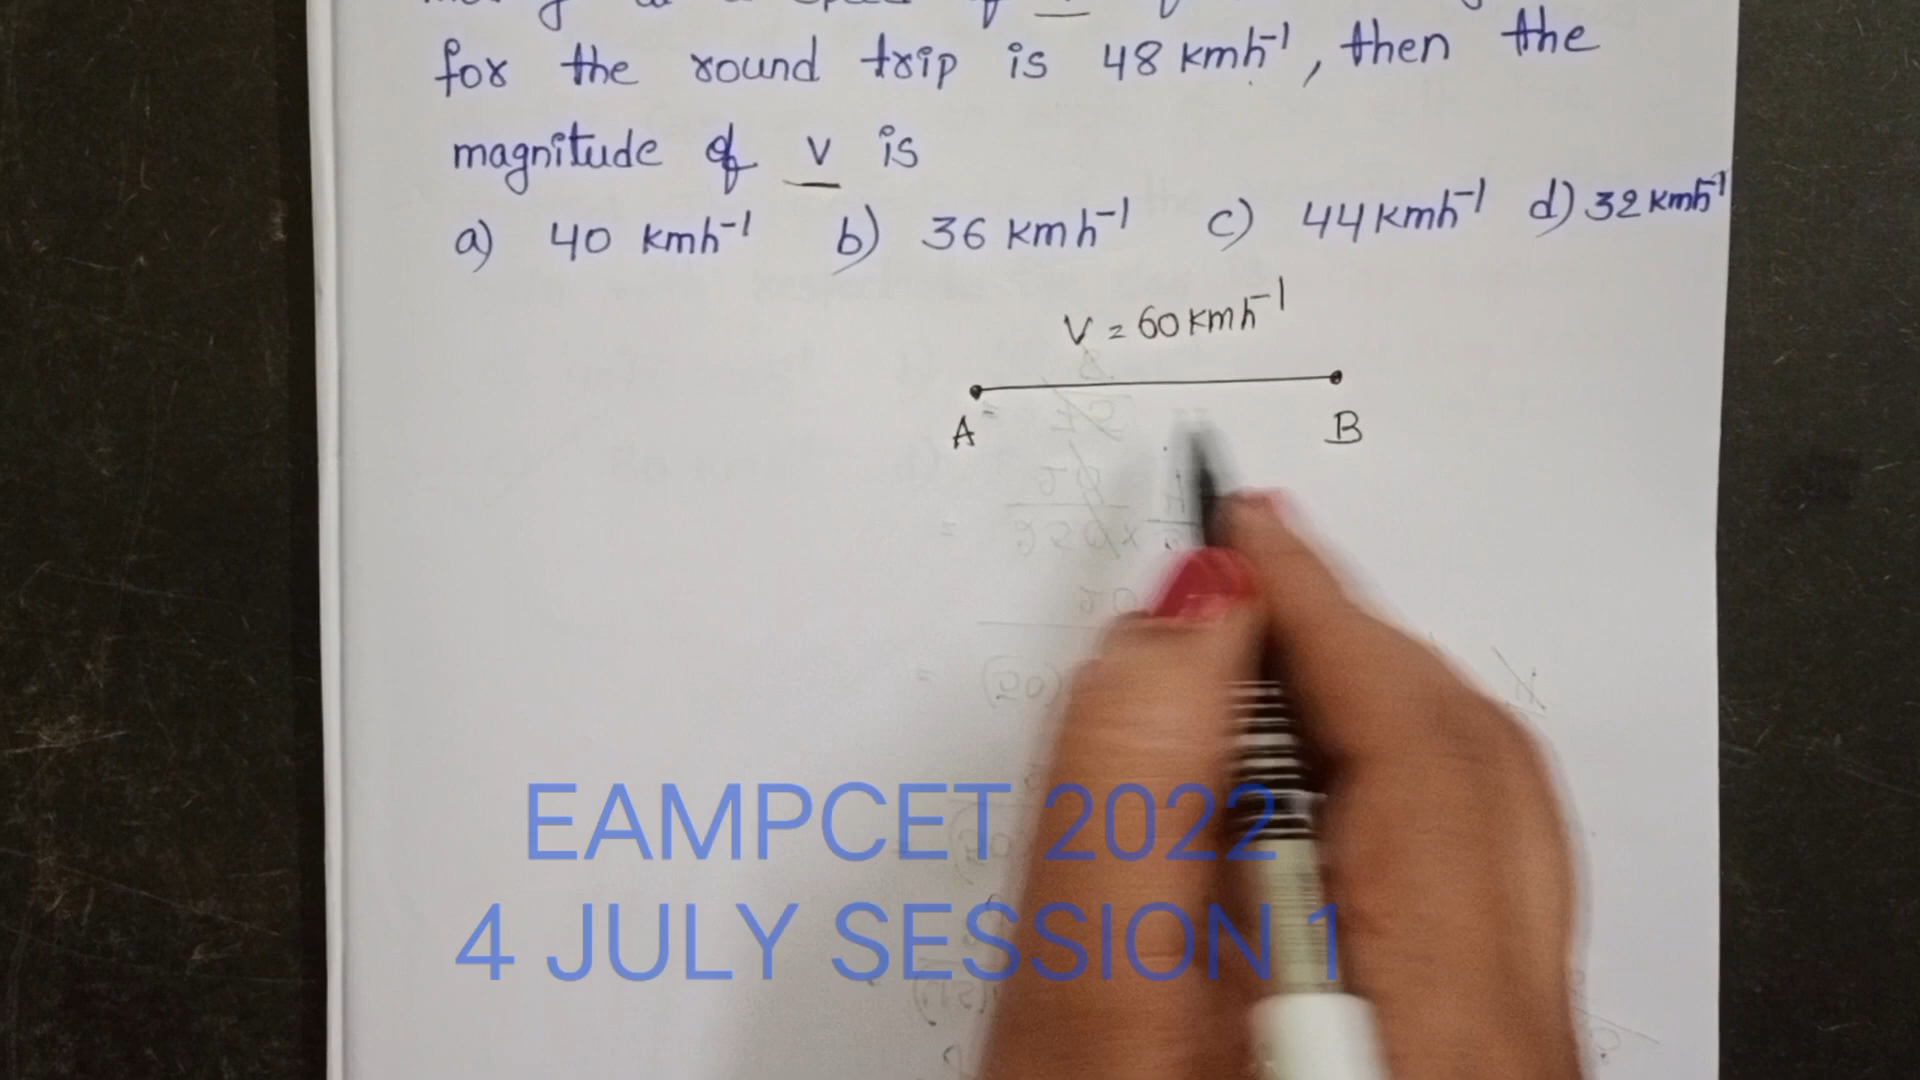 for the round trip is 48 kmh⁻¹, then the
magnitude of v is
a) 40 kmh⁻¹ b) 36 kmh⁻¹ c) 44 kmh⁻¹ d) 32 kmh⁻¹
V = 60 kmh⁻¹
A B
EAMPCET 2022
4 JULY SESSION 1